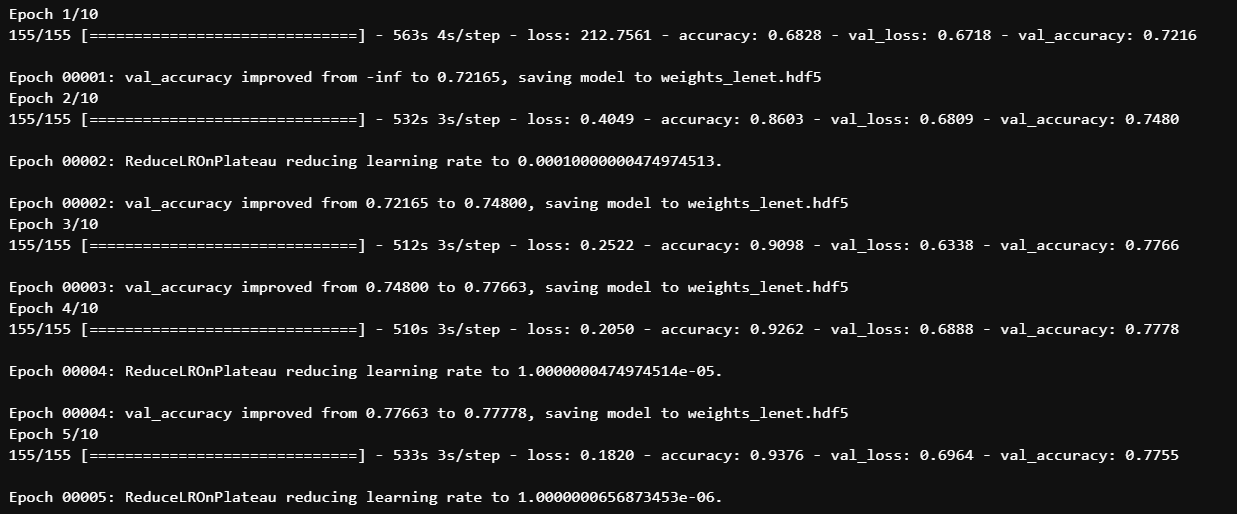 Epoch 1/10
155/155 [==============================] - 563s 4s/step - loss: 212.7561 - accuracy: 0.6828 - val_loss: 0.6718 - val_accuracy: 0.7216
Epoch 00001: val_accuracy improved from -inf to 0.72165, saving model to weights_lenet.hdf5
Epoch 2/10
155/155 [==============================] - 532s 3s/step - loss: 0.4049 - accuracy: 0.8603 - val_loss: 0.6809 - val_accuracy: 0.7480
Epoch 00002: ReduceLROnPlateau reducing learning rate to 0.00010000000474974513.
Epoch 00002: val_accuracy improved from 0.72165 to 0.74800, saving model to weights_lenet.hdf5
Epoch 3/10
155/155 [==============================] - 512s 3s/step - loss: 0.2522 - accuracy: 0.9098 - val_loss: 0.6338 - val_accuracy: 0.7766
Epoch 00003: val_accuracy improved from 0.74800 to 0.77663, saving model to weights_lenet.hdf5
Epoch 4/10
155/155 [==============================] - 510s 3s/step - loss: 0.2050 - accuracy: 0.9262 - val_loss: 0.6888 - val_accuracy: 0.7778
Epoch 00004: ReduceLROnPlateau reducing learning rate to 1.0000000474974514e-05.
Epoch 00004: val_accuracy improved from 0.77663 to 0.77778, saving model to weights_lenet.hdf5
Epoch 5/10
155/155 [==============================] - 533s 3s/step - loss: 0.1820 - accuracy: 0.9376 - val_loss: 0.6964 - val_accuracy: 0.7755
Epoch 00005: ReduceLROnPlateau reducing learning rate to 1.0000000656873453e-06.